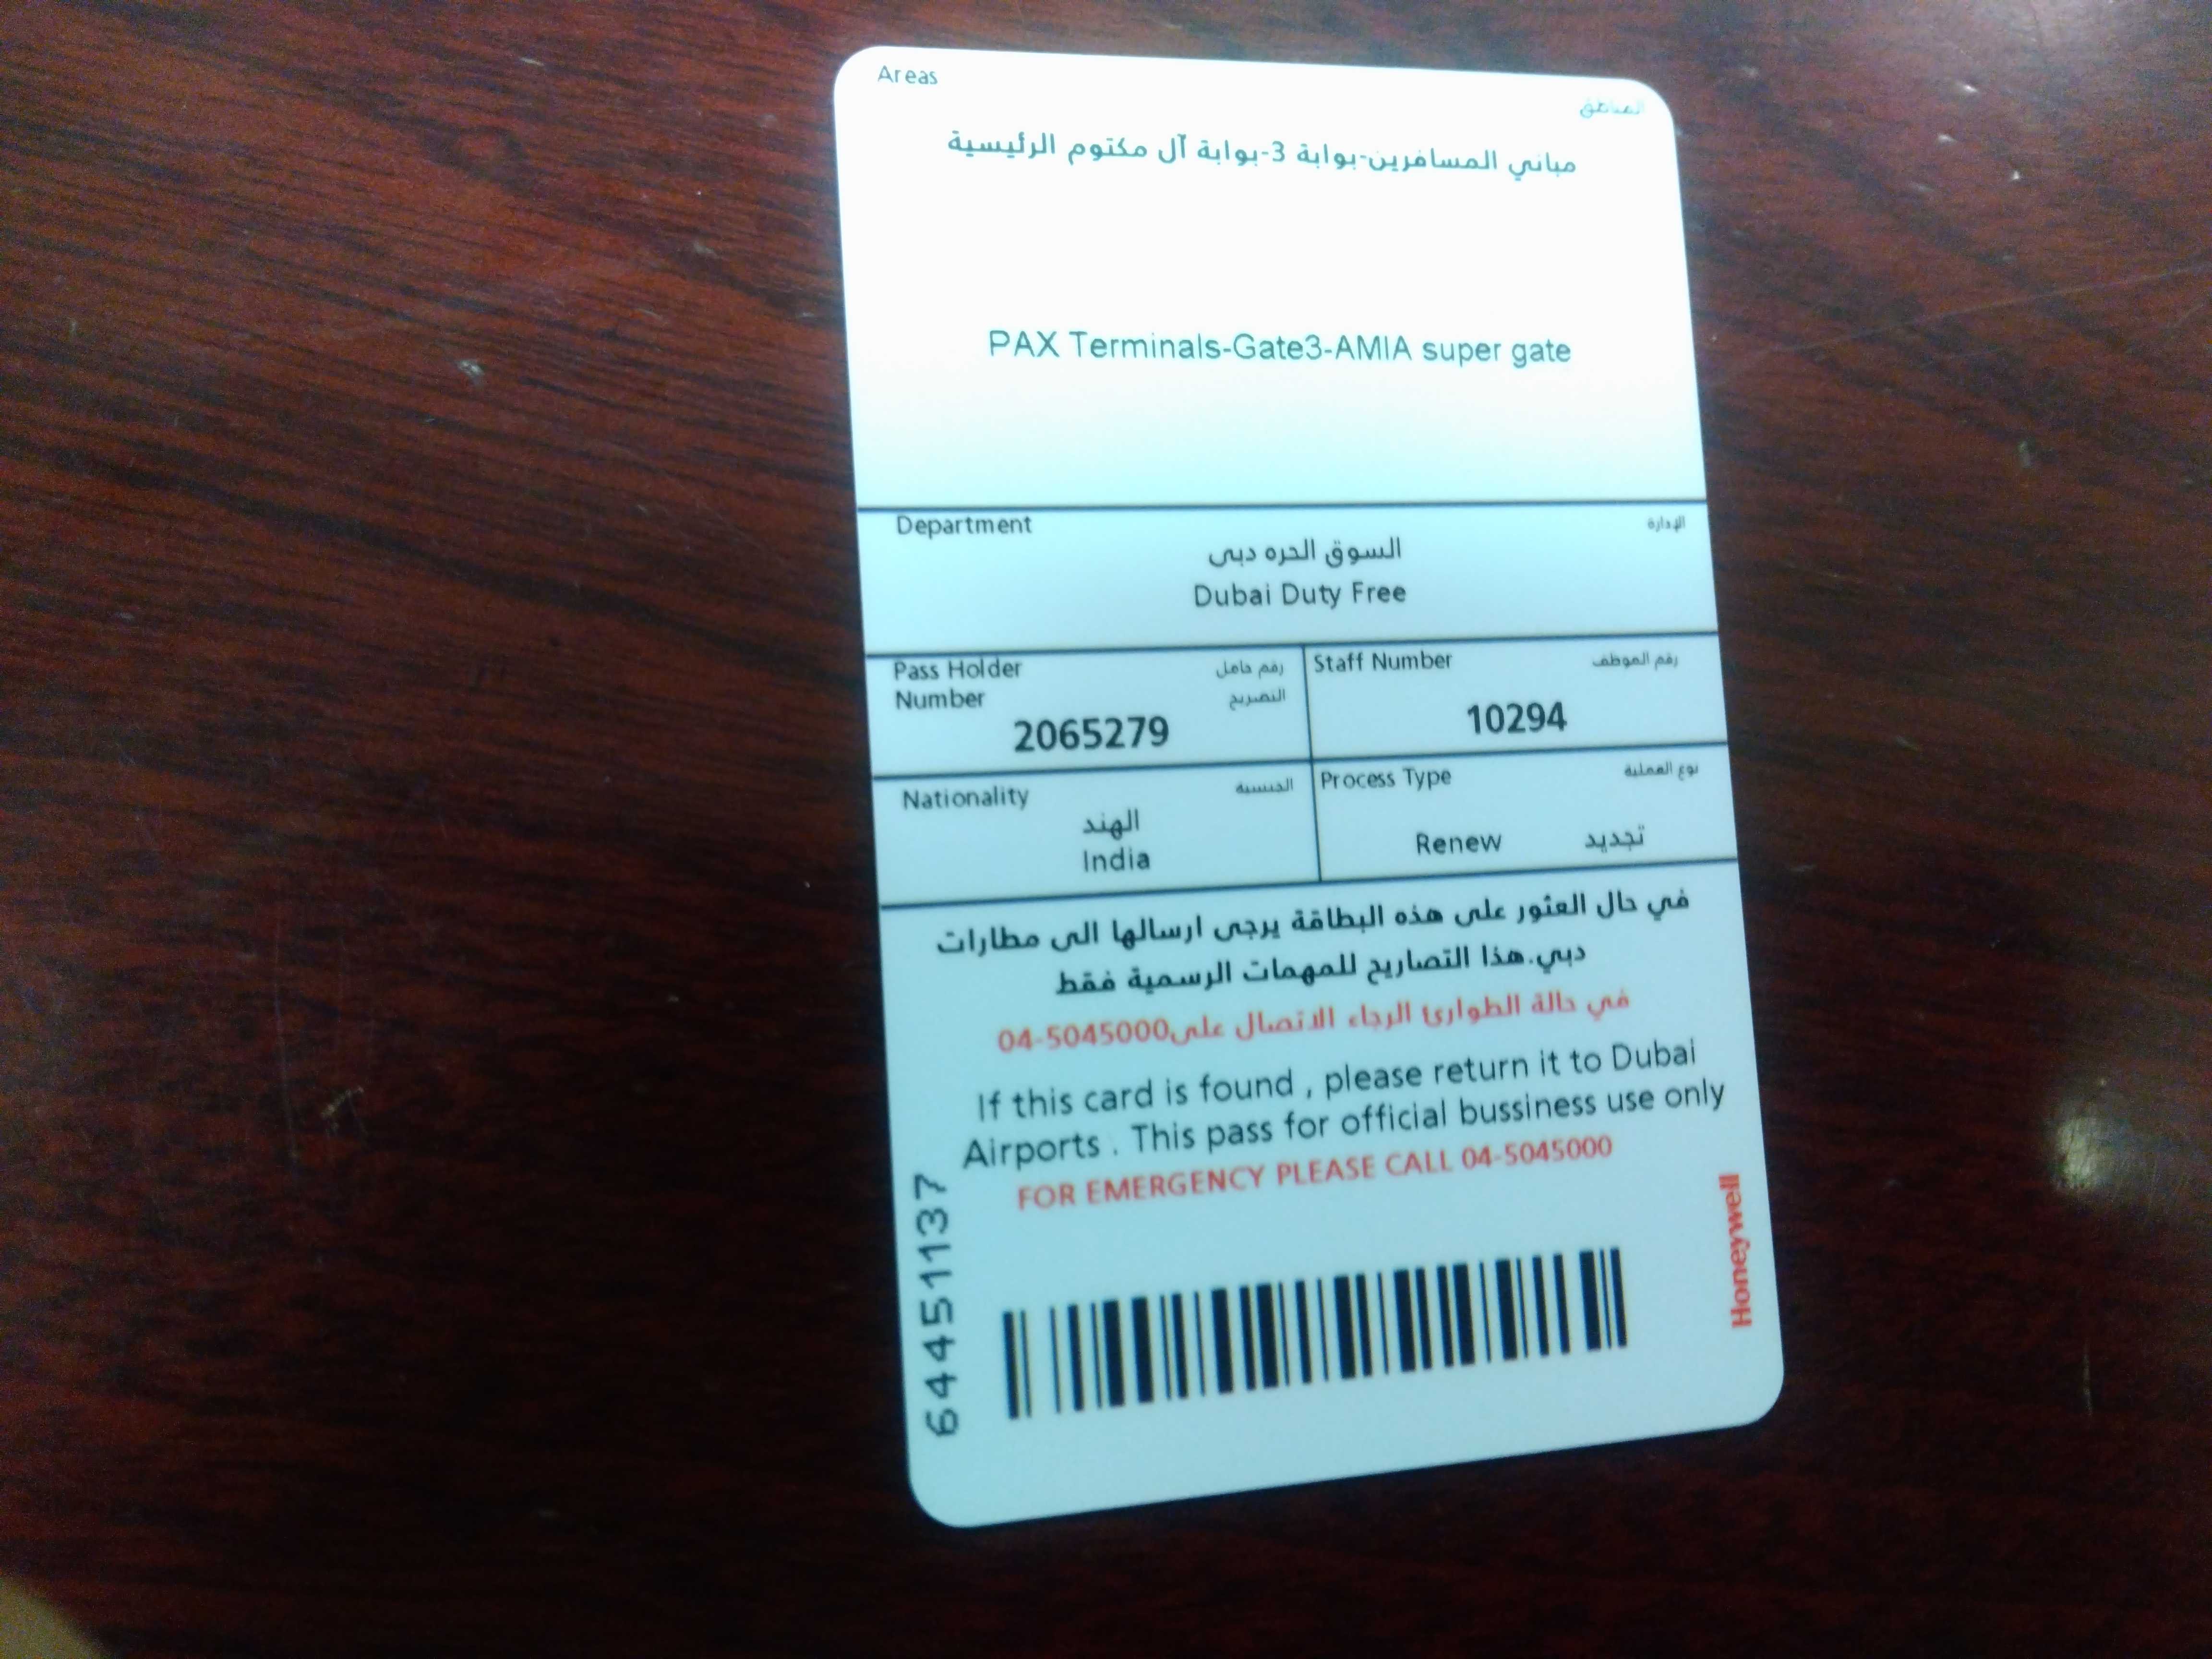 Areas
المناطق
مباني المسافرين-بوابة 3-بوابة آل مكتوم الرئيسية
PAX Terminals-Gate3-AMIA super gate
Department
الإدارة
السوق الحره دبى
Dubai Duty Free
Pass Holder
Number
رقم حامل
التصريح
2065279
Staff Number
رقم الموظف
10294
Nationality
الجنسية
الهند
India
Process Type
نوع العملية
Renew
تجديد
في حال العثور على هذه البطاقة يرجى ارسالها الى مطارات
دبي.هذا التصاريح للمهمات الرسمية فقط
في حالة الطوارئ الرجاء الاتصال على04-5045000
If this card is found , please return it to Dubai
Airports . This pass for official bussiness use only
FOR EMERGENCY PLEASE CALL 04-5045000
64451137
Honeywell